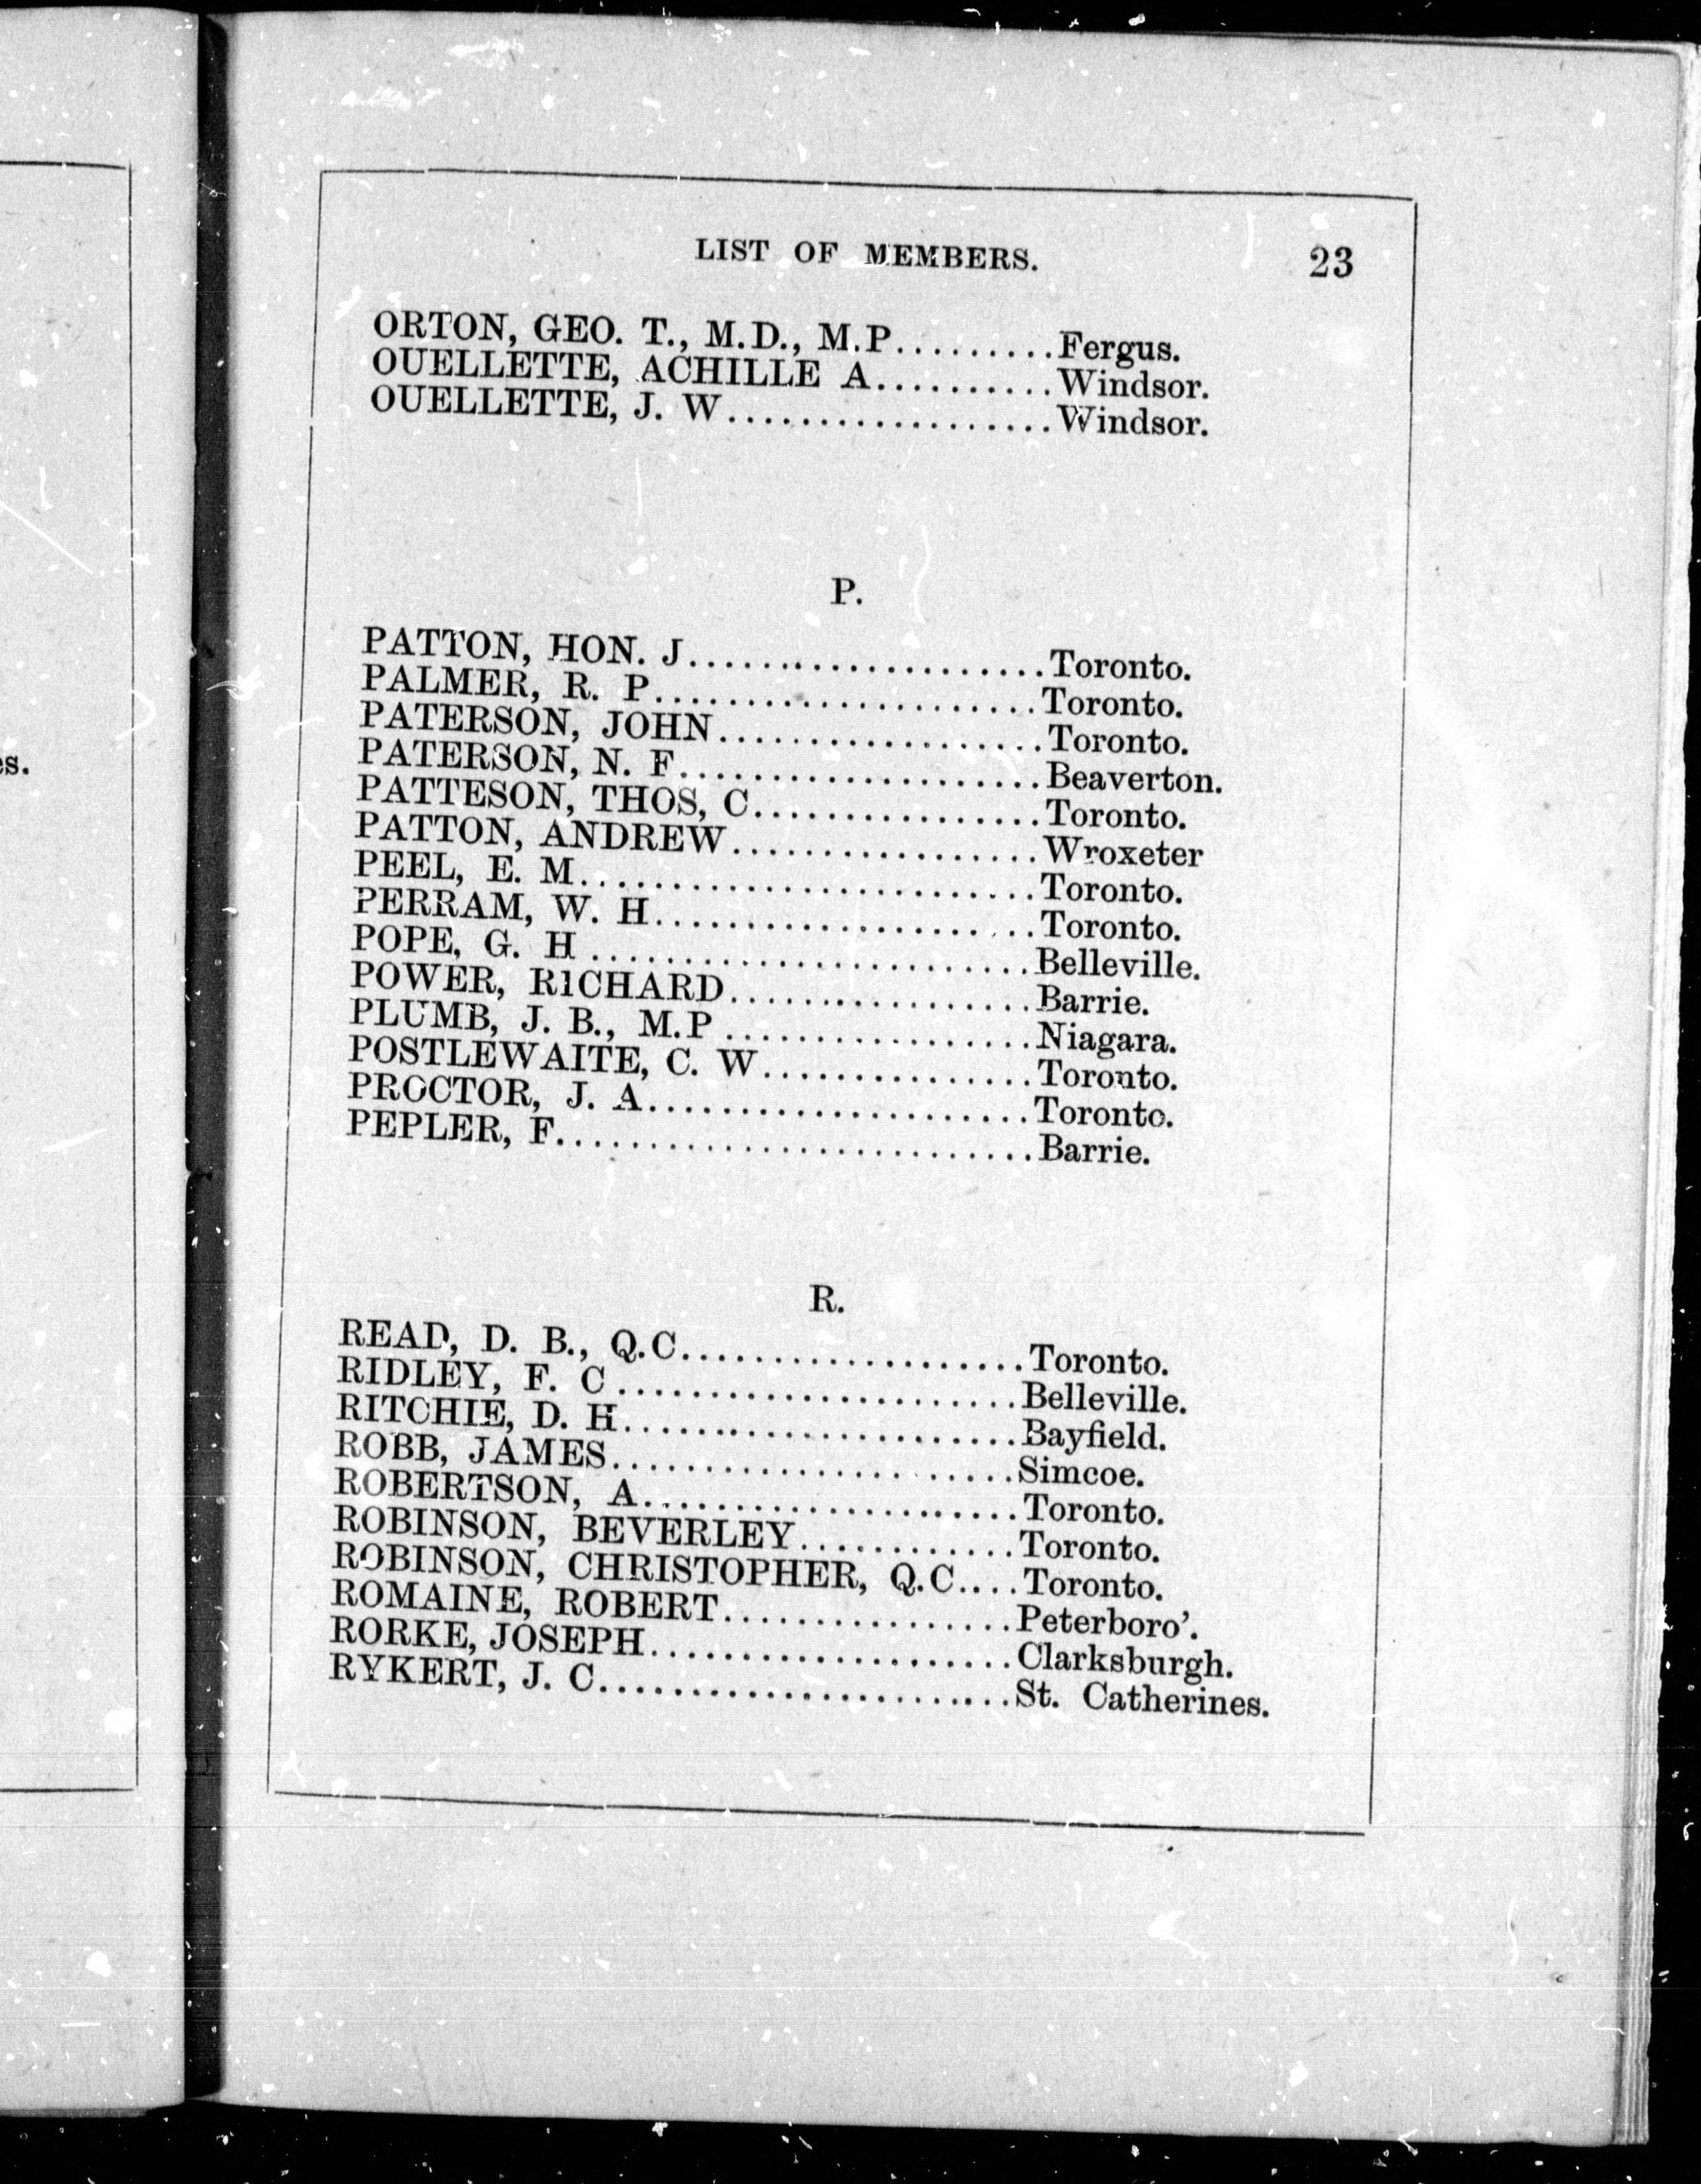 es.
LIST OF MEMBERS. 23
ORTON, GEO. T., M.D., M.P.........Fergus.
OUELLETTE, ACHILLE A..........Windsor.
OUELLETTE, J. W..................Windsor.
P.
PATTON, HON. J....................Toronto.
PALMER, R. P.....................Toronto.
PATERSON, JOHN..................Toronto.
PATERSON, N. F....................Beaverton.
PATTESON, THOS, C................Toronto.
PATTON, ANDREW.................Wroxeter
PEEL, E. M.........................Toronto.
PERRAM, W. H.....................Toronto.
POPE, G. H ........................Belleville.
POWER, RICHARD.................Barrie.
PLUMB, J. B., M.P .................Niagara.
POSTLEWAITE, C. W...............Toronto.
PROCTOR, J. A.....................Toronto.
PEPLER, F..........................Barrie.
R.
READ, D. B., Q.C...................Toronto.
RIDLEY, F. C ......................Belleville.
RITCHIE, D. H......................Bayfield.
ROBB, JAMES......................Simcoe.
ROBERTSON, A.....................Toronto.
ROBINSON, BEVERLEY............Toronto.
ROBINSON, CHRISTOPHER, Q.C....Toronto.
ROMAINE, ROBERT................Peterboro'.
RORKE, JOSEPH....................Clarksburgh.
RYKERT, J. C.......................St. Catherines.